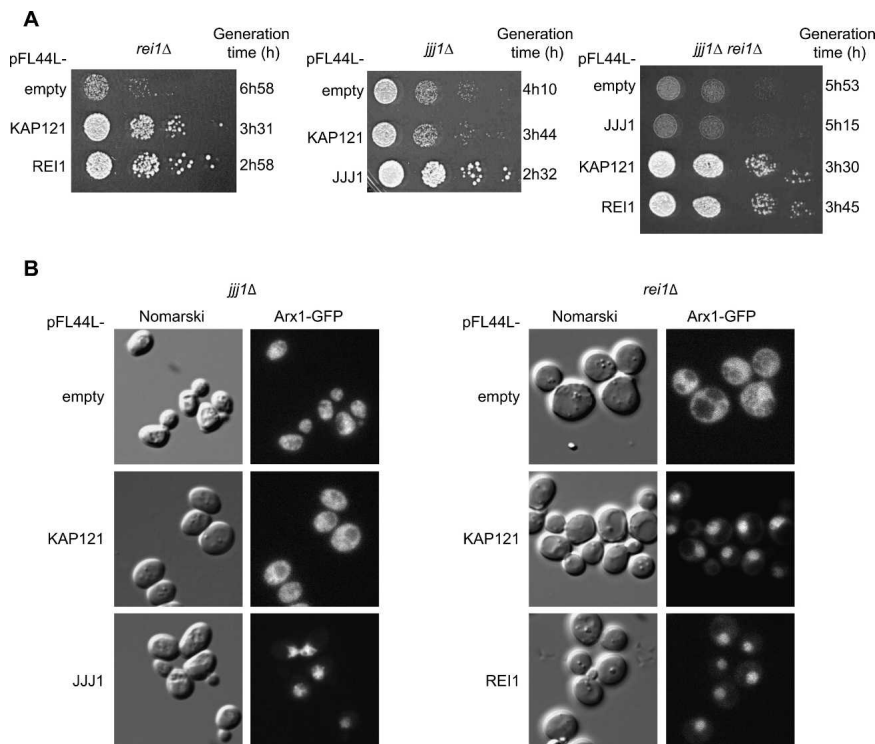 A
pFL44L-
rei1Δ
Generation
time (h)
empty
6h58
KAP121
3h31
REI1
2h58
pFL44L-
jjj1Δ
Generation
time (h)
empty
4h10
KAP121
3h44
JJJ1
2h32
pFL44L-
jjj1Δ rei1Δ
Generation
time (h)
empty
5h53
JJJ1
5h15
KAP121
3h30
REI1
3h45
B
jjj1Δ
pFL44L-
Nomarski
Arx1-GFP
empty
KAP121
JJJ1
rei1Δ
pFL44L-
Nomarski
Arx1-GFP
empty
KAP121
REI1